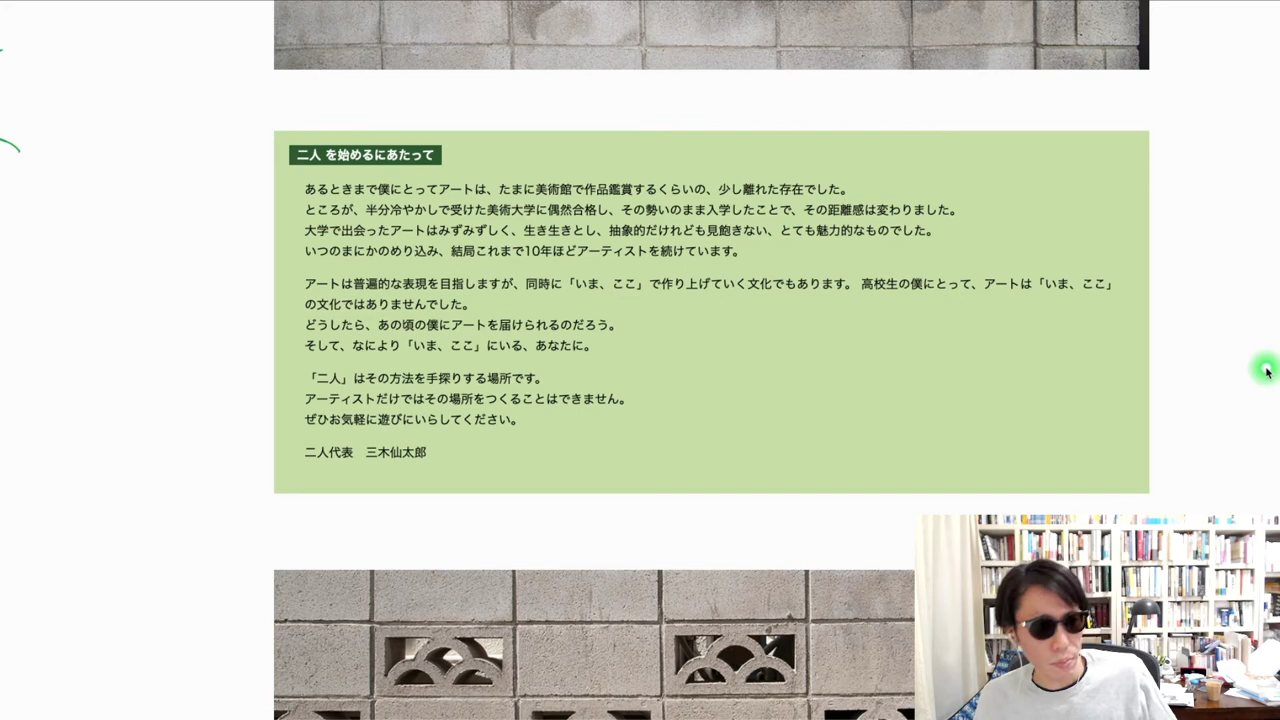 二人 を始めるにあたって
あるときまで僕にとってアートは、たまに美術館で作品鑑賞するくらいの、少し離れた存在でした。
ところが、半分冷やかしで受けた美術大学に偶然合格し、その勢いのまま入学したことで、その距離感は変わりました。
大学で出会ったアートはみずみずしく、生き生きとし、抽象的だけれども見飽きない、とても魅力的なものでした。
いつのまにかのめり込み、結局これまで10年ほどアーティストを続けています。
アートは普遍的な表現を目指しますが、同時に「いま、ここ」で作り上げていく文化でもあります。 高校生の僕にとって、アートは「いま、ここ」
の文化ではありませんでした。
どうしたら、あの頃の僕にアートを届けられるのだろう。
そして、なにより「いま、ここ」にいる、あなたに。
「二人」はその方法を手探りする場所です。
アーティストだけではその場所をつくることはできません。
ぜひお気軽に遊びにいらしてください。
二人代表　三木仙太郎